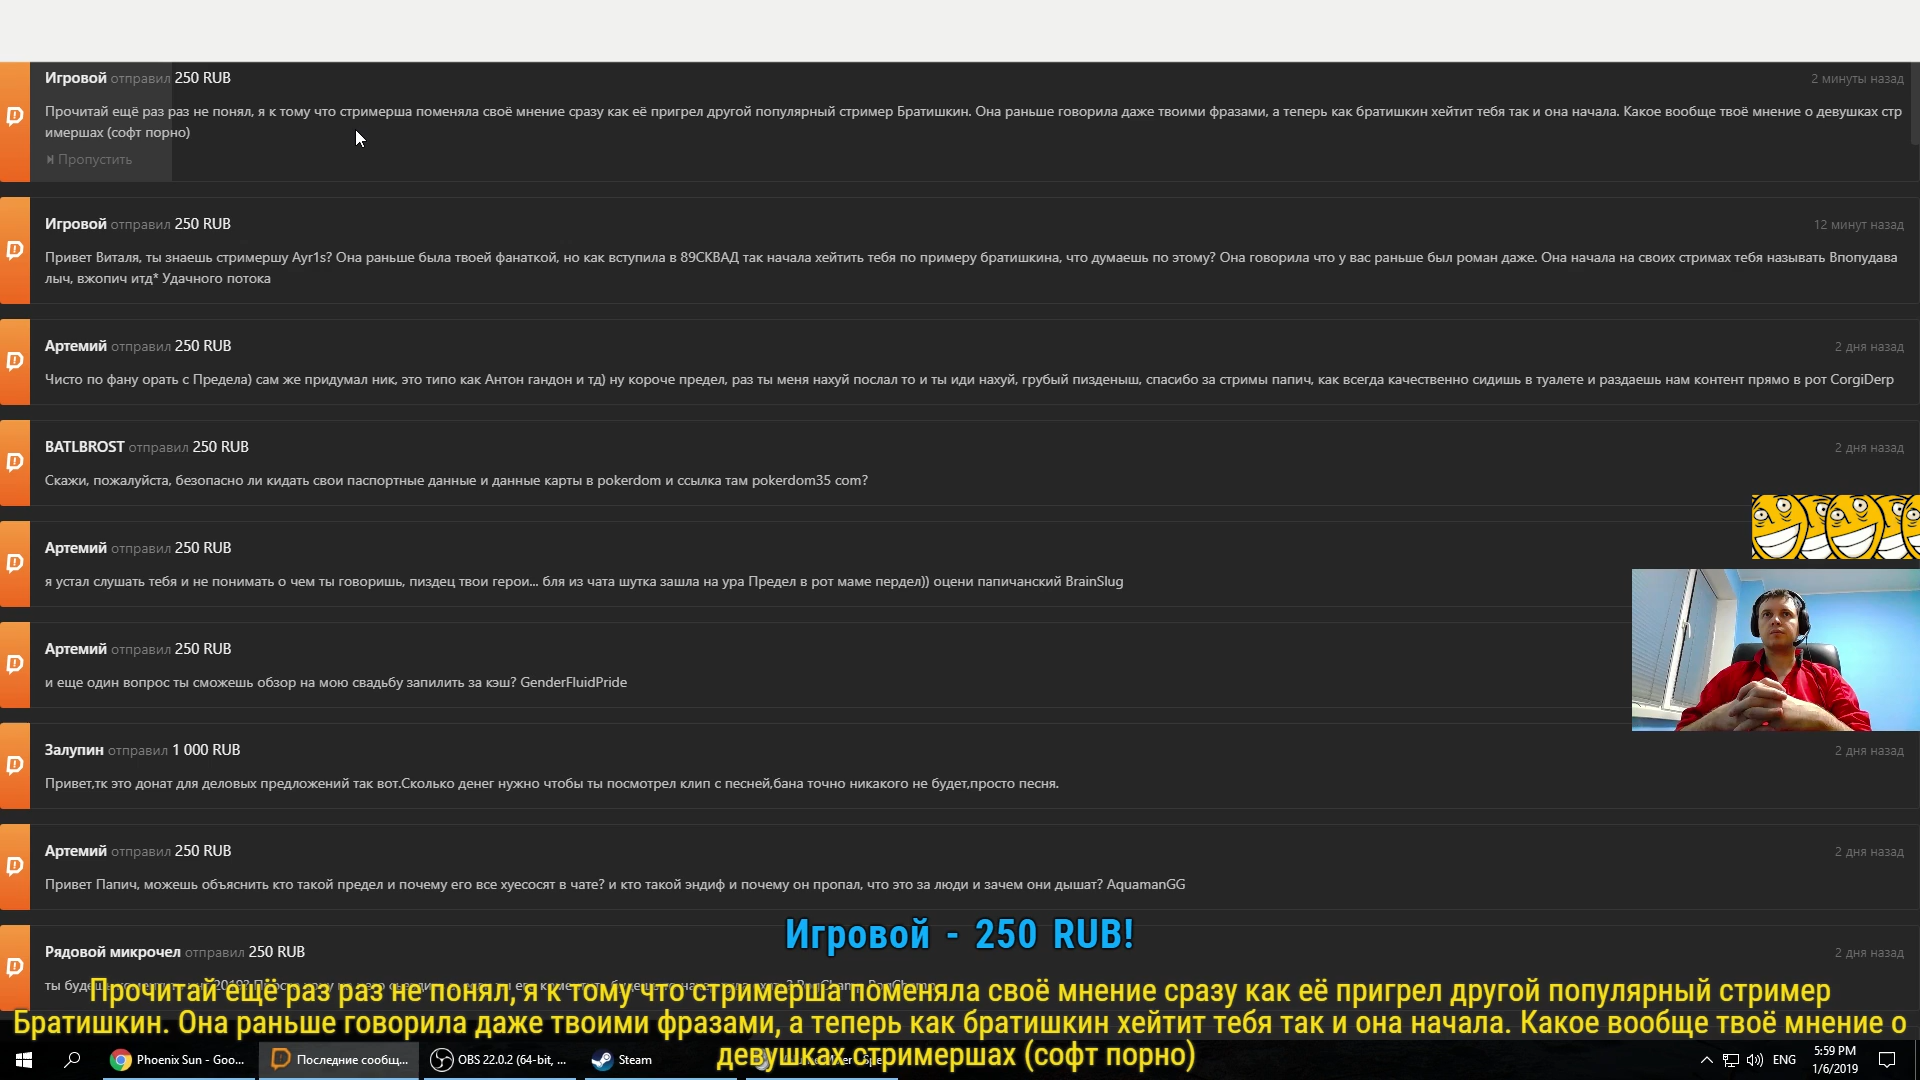 Игровой отправил 250 RUB
2 минуты назад
Прочитай ещё раз раз не понял, я к тому что стримерша поменяла своё мнение сразу как её пригрел другой популярный стример Братишкин. Она раньше говорила даже твоими фразами, а теперь как братишкин хейтит тебя так и она начала. Какое вообще твоё мнение о девушках стр
имершах (софт порно)
Пропустить
Игровой отправил 250 RUB
12 минут назад
Привет Виталя, ты знаешь стримершу Ayr1s? Она раньше была твоей фанаткой, но как вступила в 89СКВАД так начала хейтить тебя по примеру братишкина, что думаешь по этому? Она говорила что у вас раньше был роман даже. Она начала на своих стримах тебя называть Впопудава
лыч, вжопич итд* Удачного потока
Артемий отправил 250 RUB
2 дня назад
Чисто по фану орать с Предела) сам же придумал ник, это типо как Антон гандон и тд) ну короче предел, раз ты меня нахуй послал то и ты иди нахуй, грубый пизденыш, спасибо за стримы папич, как всегда качественно сидишь в туалете и раздаешь нам контент прямо в рот CorgiDerp
BATLBROST отправил 250 RUB
2 дня назад
Скажи, пожалуйста, безопасно ли кидать свои паспортные данные и данные карты в pokerdom и ссылка там pokerdom35 com?
Артемий отправил 250 RUB
я устал слушать тебя и не понимать о чем ты говоришь, пиздец твои герои... бля из чата шутка зашла на ура Предел в рот маме пердел)) оцени папичанский BrainSlug
Артемий отправил 250 RUB
и еще один вопрос ты сможешь обзор на мою свадьбу запилить за кэш? GenderFluidPride
Залупин отправил 1 000 RUB
2 дня назад
Привет,тк это донат для деловых предложений так вот.Сколько денег нужно чтобы ты посмотрел клип с песней,бана точно никакого не будет,просто песня.
Артемий отправил 250 RUB
2 дня назад
Привет Папич, можешь объяснить кто такой предел и почему его все хуесосят в чате? и кто такой эндиф и почему он пропал, что это за люди и зачем они дышат? AquamanGG
Игровой - 250 RUB!
Рядовой микрочел отправил 250 RUB
2 дня назад
ты
Прочитай ещё раз раз не понял, я к тому что стримерша поменяла своё мнение сразу как её пригрел другой популярный стример
Братишкин. Она раньше говорила даже твоими фразами, а теперь как братишкин хейтит тебя так и она начала. Какое вообще твоё мнение о
девушках стримершах (софт порно)
Phoenix Sun - Goo...
Последние сообщ...
OBS 22.0.2 (64-bit, ...
Steam
ENG
5:59 PM
1/6/2019